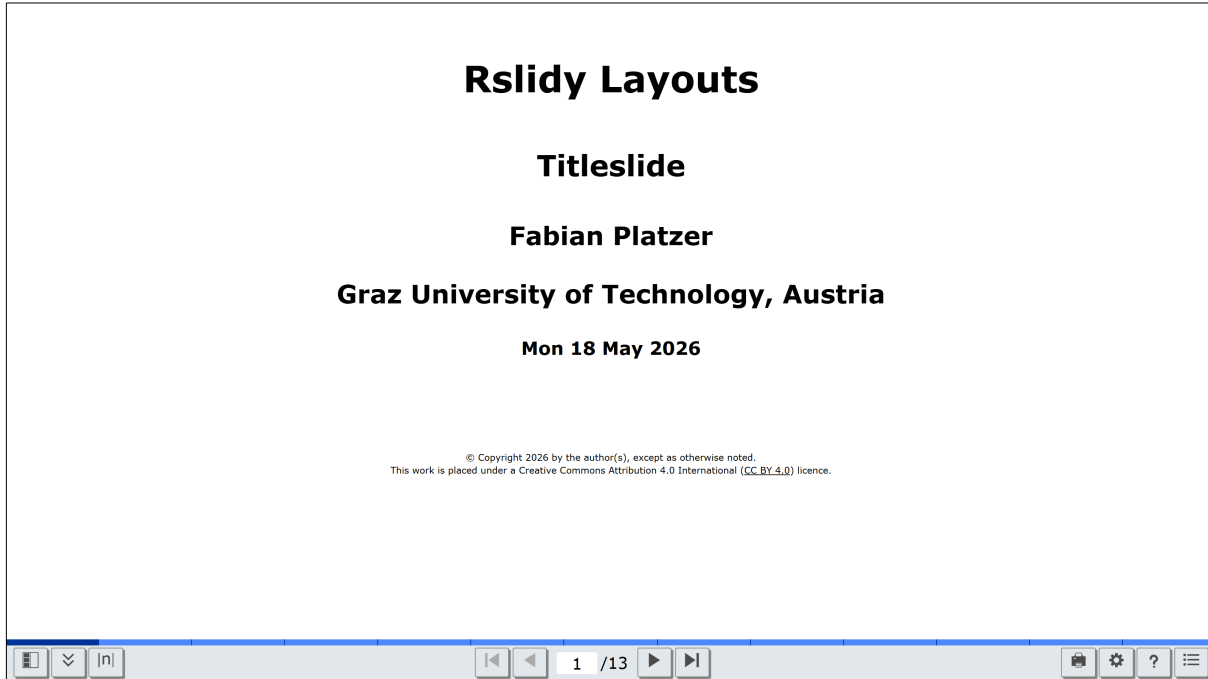 Rslidy Layouts
Titleslide
Fabian Platzer
Graz University of Technology, Austria
Mon 18 May 2026
© Copyright 2026 by the author(s), except as otherwise noted.
This work is placed under a Creative Commons Attribution 4.0 International (CC BY 4.0) licence.
|n| 1 /13 ?